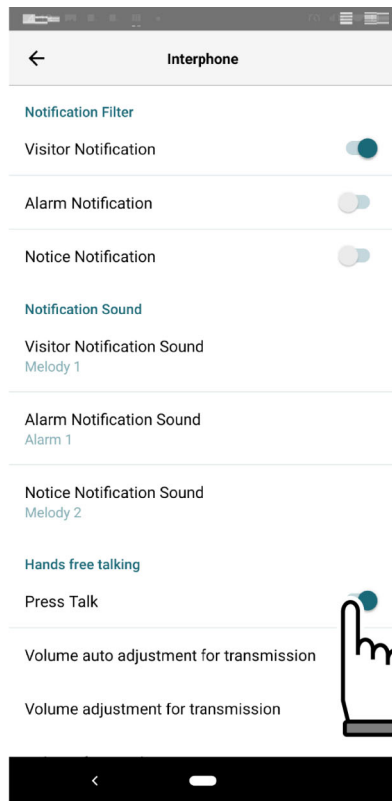 Interphone
Notification Filter
Visitor Notification
Alarm Notification
Notice Notification
Notification Sound
Visitor Notification Sound
Melody 1
Alarm Notification Sound
Alarm 1
Notice Notification Sound
Melody 2
Hands free talking
Press Talk
Volume auto adjustment for transmission
Volume adjustment for transmission